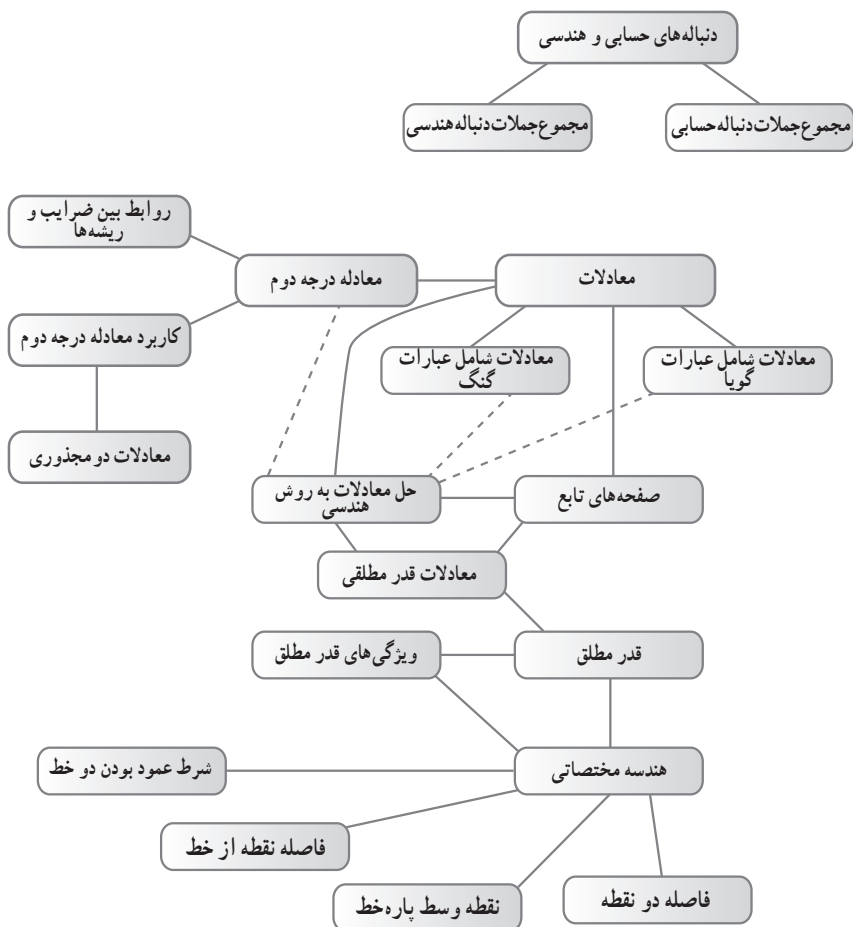 دنباله‌های حسابی و هندسی
مجموع جملات دنباله حسابی
مجموع جملات دنباله هندسی
روابط بین ضرایب و
ریشه‌ها
معادلات
معادله درجه دوم
کاربرد معادله درجه دوم
معادلات شامل عبارات
گویا
معادلات شامل عبارات
گنگ
معادلات دو مجذوری
صفحه‌های تابع
حل معادلات به روش
هندسی
معادلات قدر مطلقی
قدر مطلق
ویژگی‌های قدر مطلق
هندسه مختصاتی
شرط عمود بودن دو خط
فاصله نقطه از خط
فاصله دو نقطه
نقطه وسط پاره‌خط